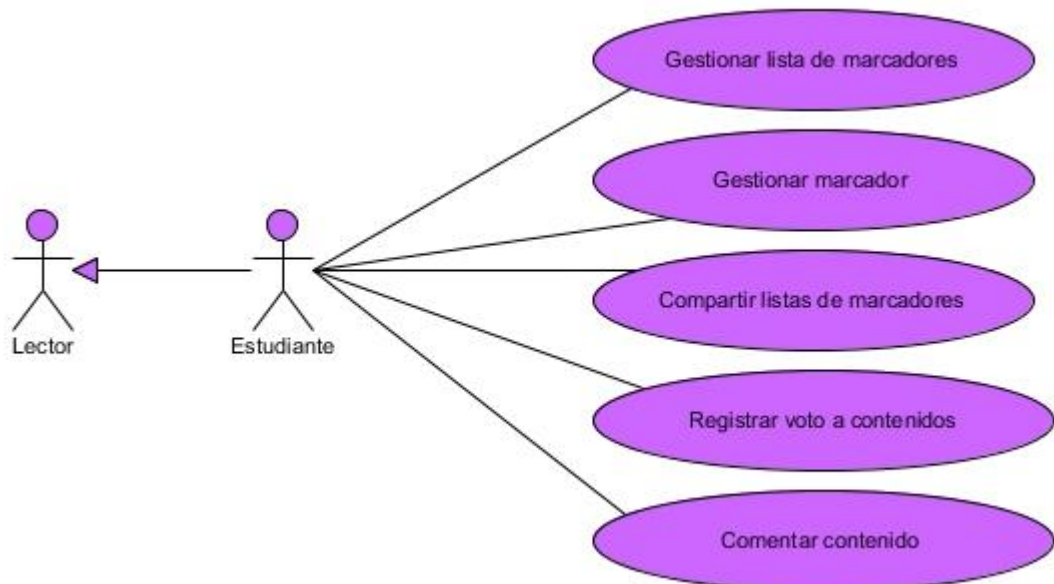 Gestionar lista de marcadores
Gestionar marcador
Lector
Estudiante
Compartir listas de marcadores
Registrar voto a contenidos
Comentar contenido